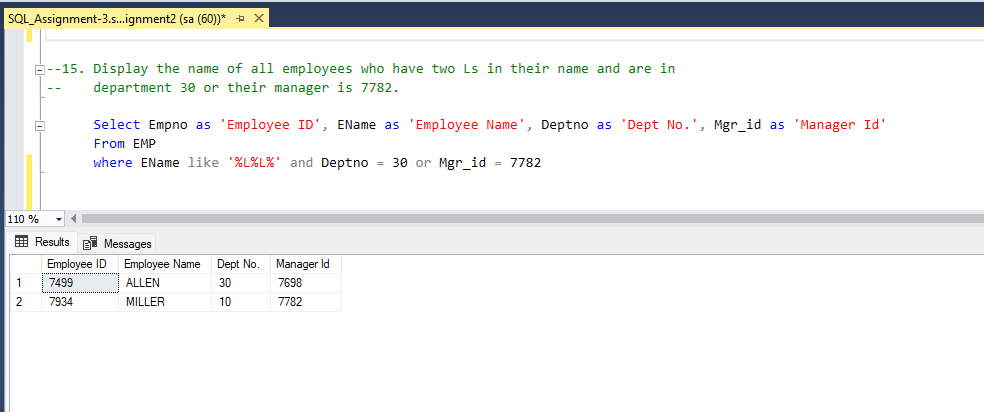 SQL_Assignment-3.s...ignment2 (sa (60))*
--15. Display the name of all employees who have two Ls in their name and are in
-- department 30 or their manager is 7782.
Select Empno as 'Employee ID', EName as 'Employee Name', Deptno as 'Dept No.', Mgr_id as 'Manager Id'
From EMP
where EName like '%L%L%' and Deptno = 30 or Mgr_id = 7782
110 %
Results Messages
Employee ID Employee Name Dept No. Manager Id
1 7499 ALLEN 30 7698
2 7934 MILLER 10 7782